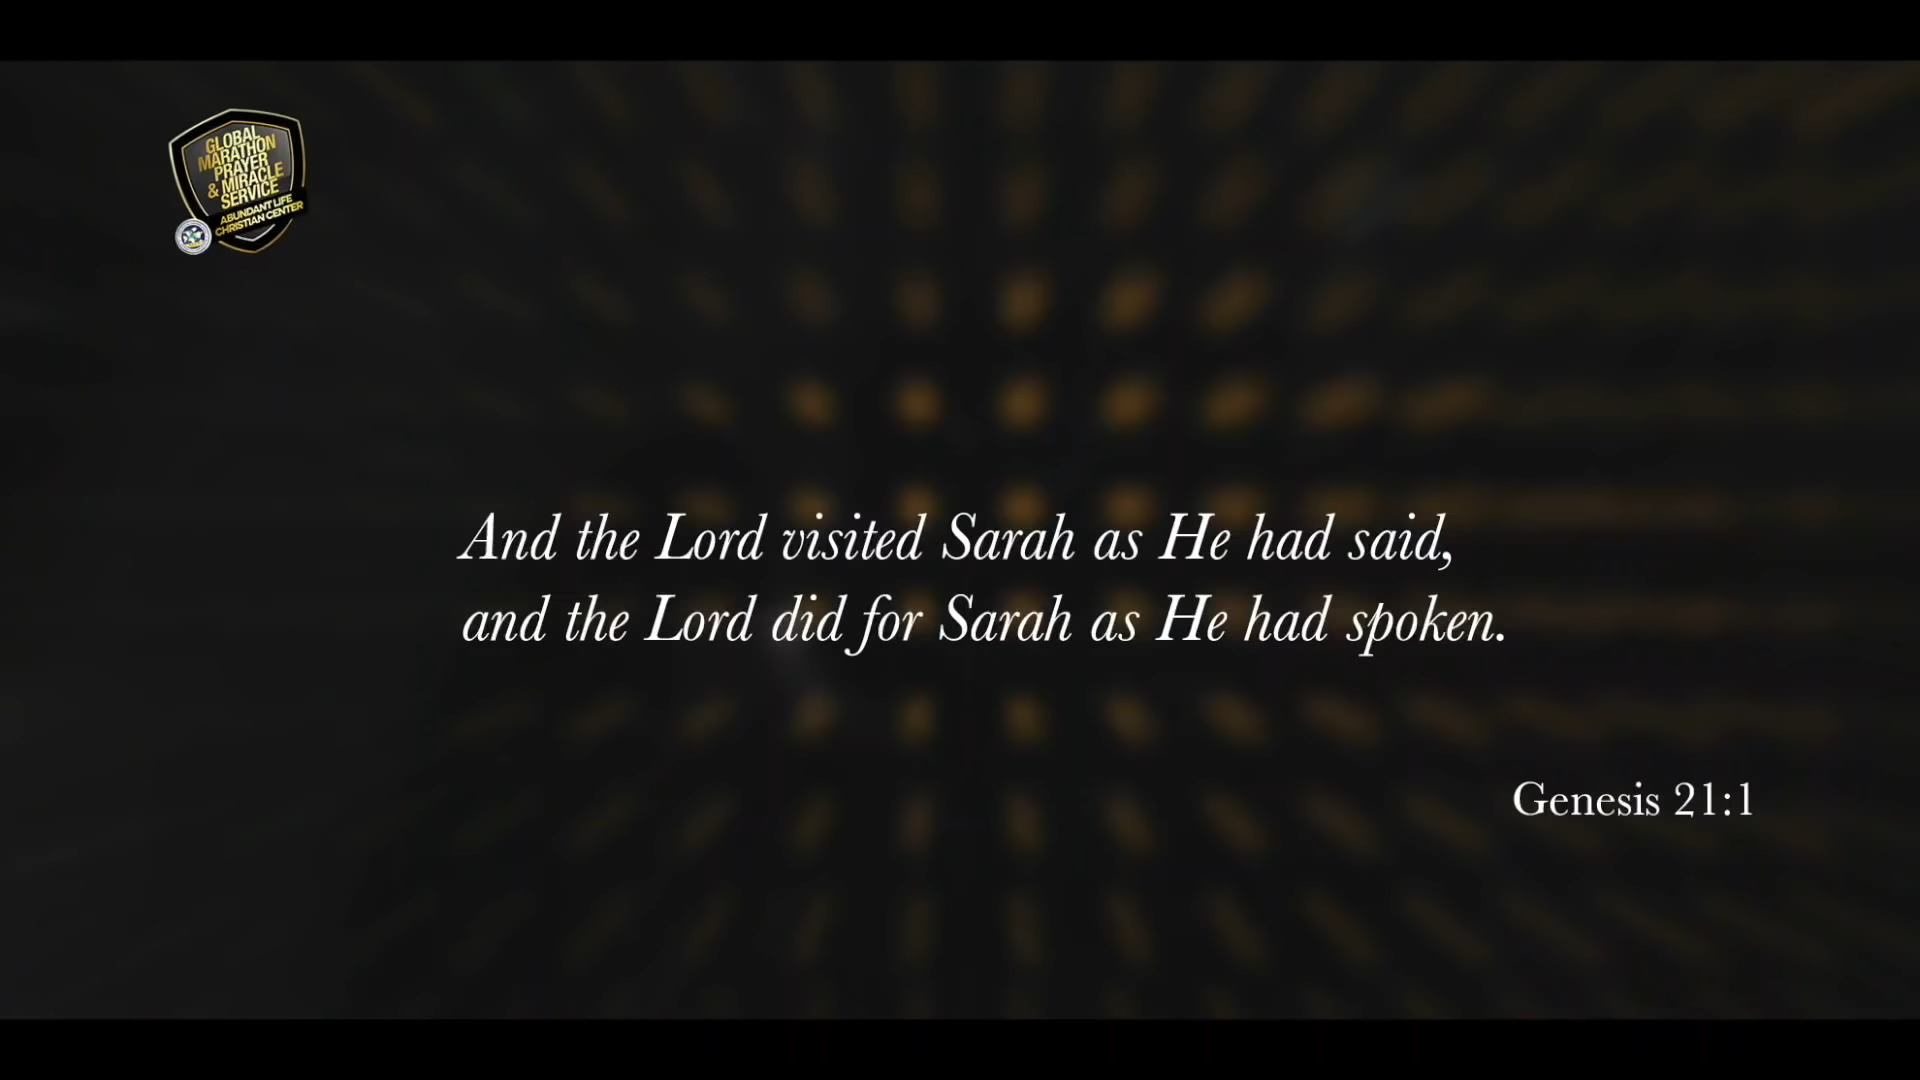 GLOBAL
MARATHON
PRAYER
& MIRACLE
SERVICE
ABUNDANT LIFE
CHRISTIAN CENTER
And the Lord visited Sarah as He had said,
and the Lord did for Sarah as He had spoken.
Genesis 21:1